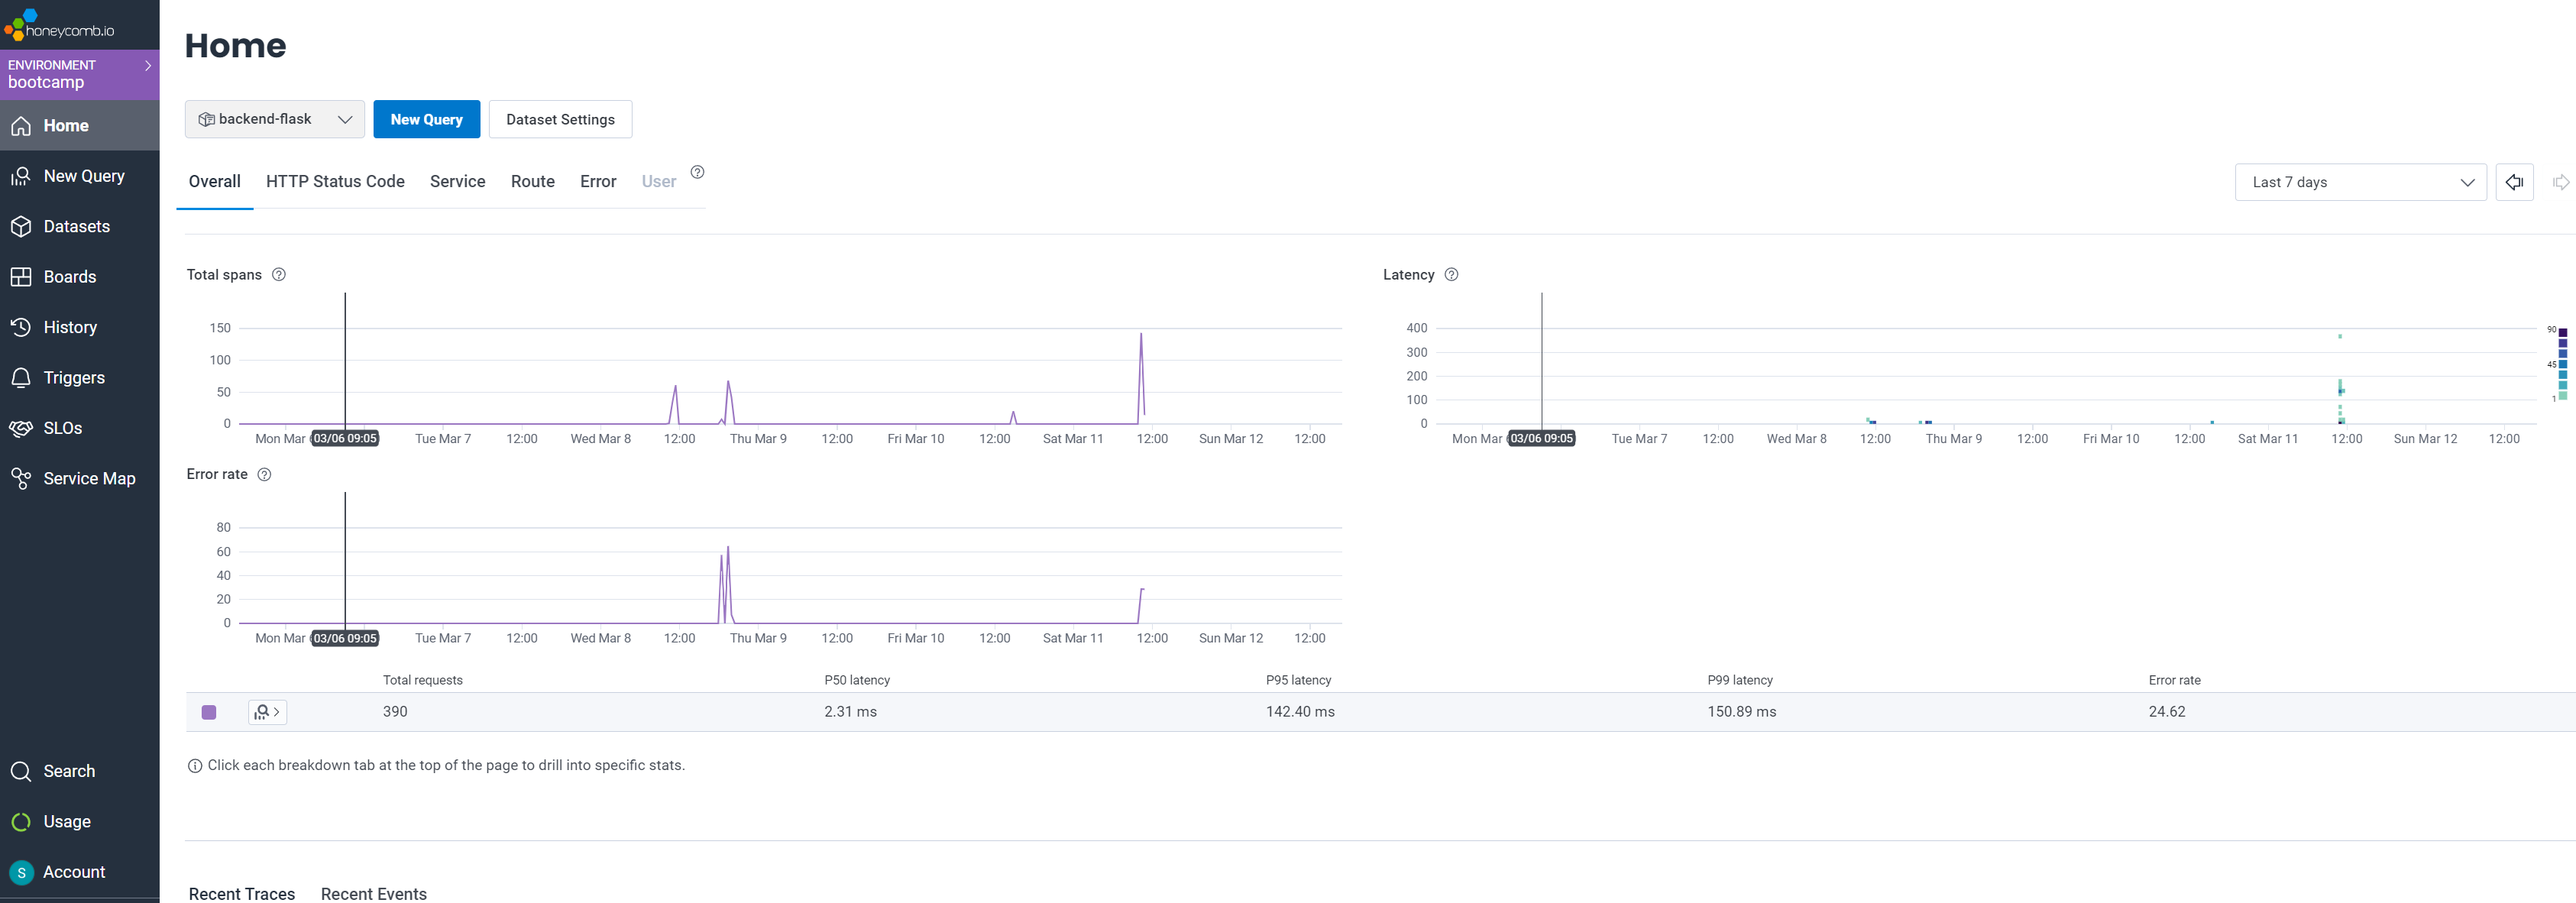 honeycomb.io
ENVIRONMENT
bootcamp
Home
New Query
Datasets
Boards
History
Triggers
SLOs
Service Map
Search
Usage
S Account
Home
backend-flask New Query Dataset Settings
Overall HTTP Status Code Service Route Error User ?
Last 7 days
Total spans ?
150
100
50
0
Mon Mar 03/06 09:05 Tue Mar 7 12:00 Wed Mar 8 12:00 Thu Mar 9 12:00 Fri Mar 10 12:00 Sat Mar 11 12:00 Sun Mar 12 12:00
Latency ?
400
300
200
100
0
Mon Mar 03/06 09:05 Tue Mar 7 12:00 Wed Mar 8 12:00 Thu Mar 9 12:00 Fri Mar 10 12:00 Sat Mar 11 12:00 Sun Mar 12 12:00
90
45
1
Error rate ?
80
60
40
20
0
Mon Mar 03/06 09:05 Tue Mar 7 12:00 Wed Mar 8 12:00 Thu Mar 9 12:00 Fri Mar 10 12:00 Sat Mar 11 12:00 Sun Mar 12 12:00
Total requests P50 latency P95 latency P99 latency Error rate
390 2.31 ms 142.40 ms 150.89 ms 24.62
Click each breakdown tab at the top of the page to drill into specific stats.
Recent Traces Recent Events